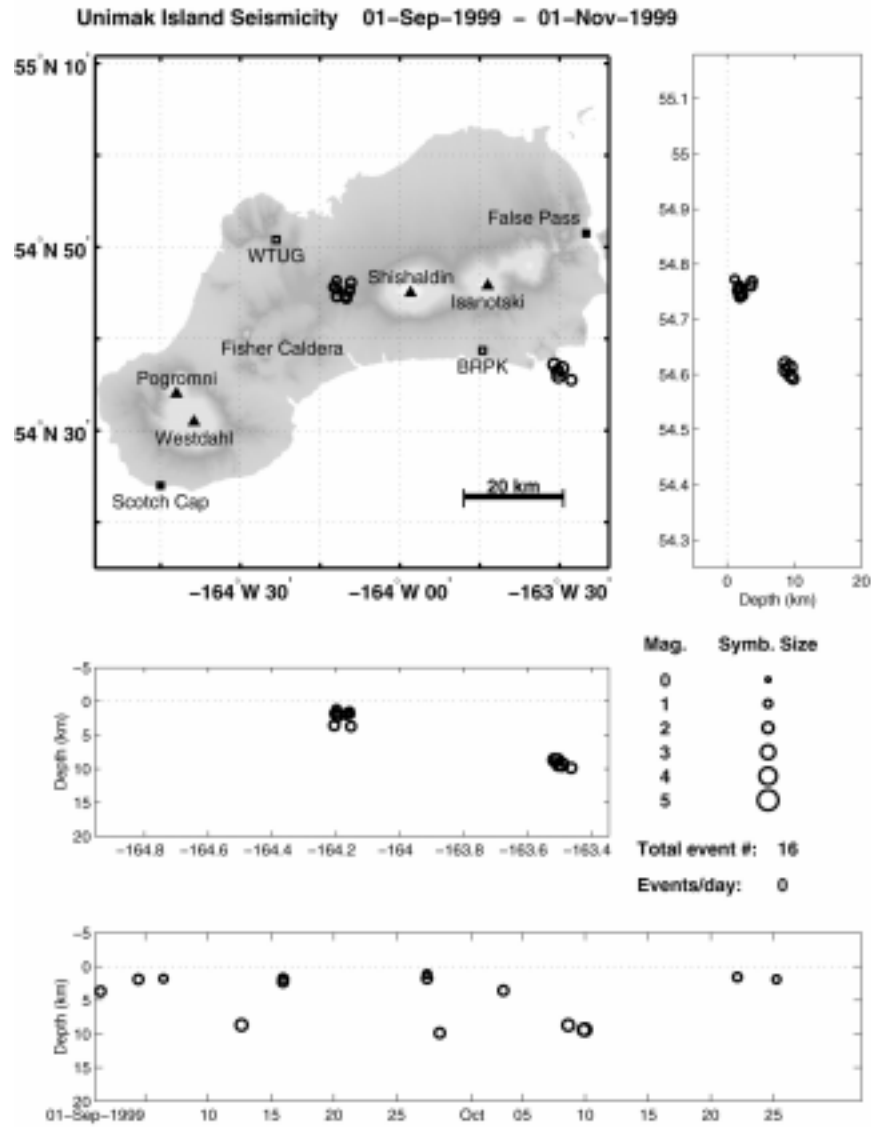 Unimak Island Seismicity 01-Sep-1999 - 01-Nov-1999
55° N 10'
54° N 50'
54° N 30'
False Pass
WTUG
Shishaldin
Isanotski
Fisher Caldera
BRPK
Pogromni
Westdahl
20 km
Scotch Cap
-164 W 30'
-164 W 00'
-163 W 30'
55.1
55
54.9
54.8
54.7
54.6
54.5
54.4
54.3
0 10 20
Depth (km)
Mag. Symb. Size
0
1
2
3
4
5
Total event #: 16
Events/day: 0
-5
0
5
10
15
20
Depth (km)
-164.8 -164.6 -164.4 -164.2 -164 -163.8 -163.6 -163.4
-5
0
5
10
15
20
Depth (km)
01-Sep-1999 10 15 20 25 Oct 05 10 15 20 25